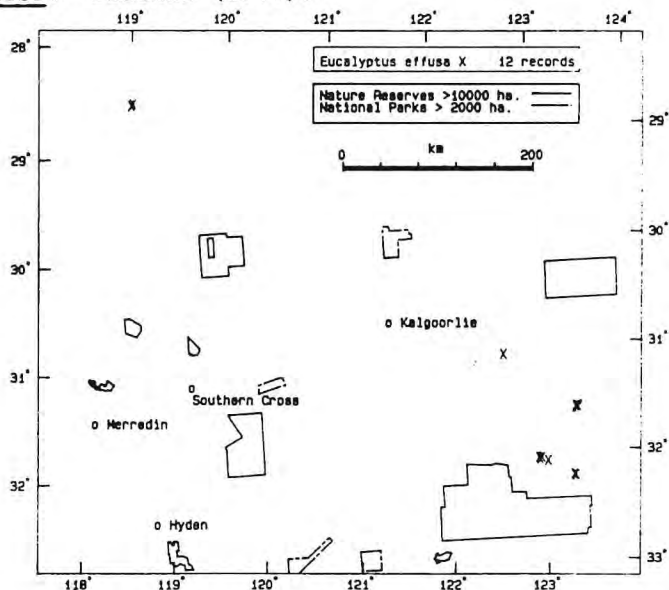 119° 120° 121° 122° 123° 124°
28°
Eucalyptus effusa X 12 records
Nature Reserves >10000 ha.
National Parks > 2000 ha.
X
29°
29°
km
0 200
30°
30°
o Kalgoorlie
31°
X
31°
Southern Cross
X
o Merredin
32°
X X
X
32°
o Hyden
33°
118° 119° 120° 121° 122° 123°